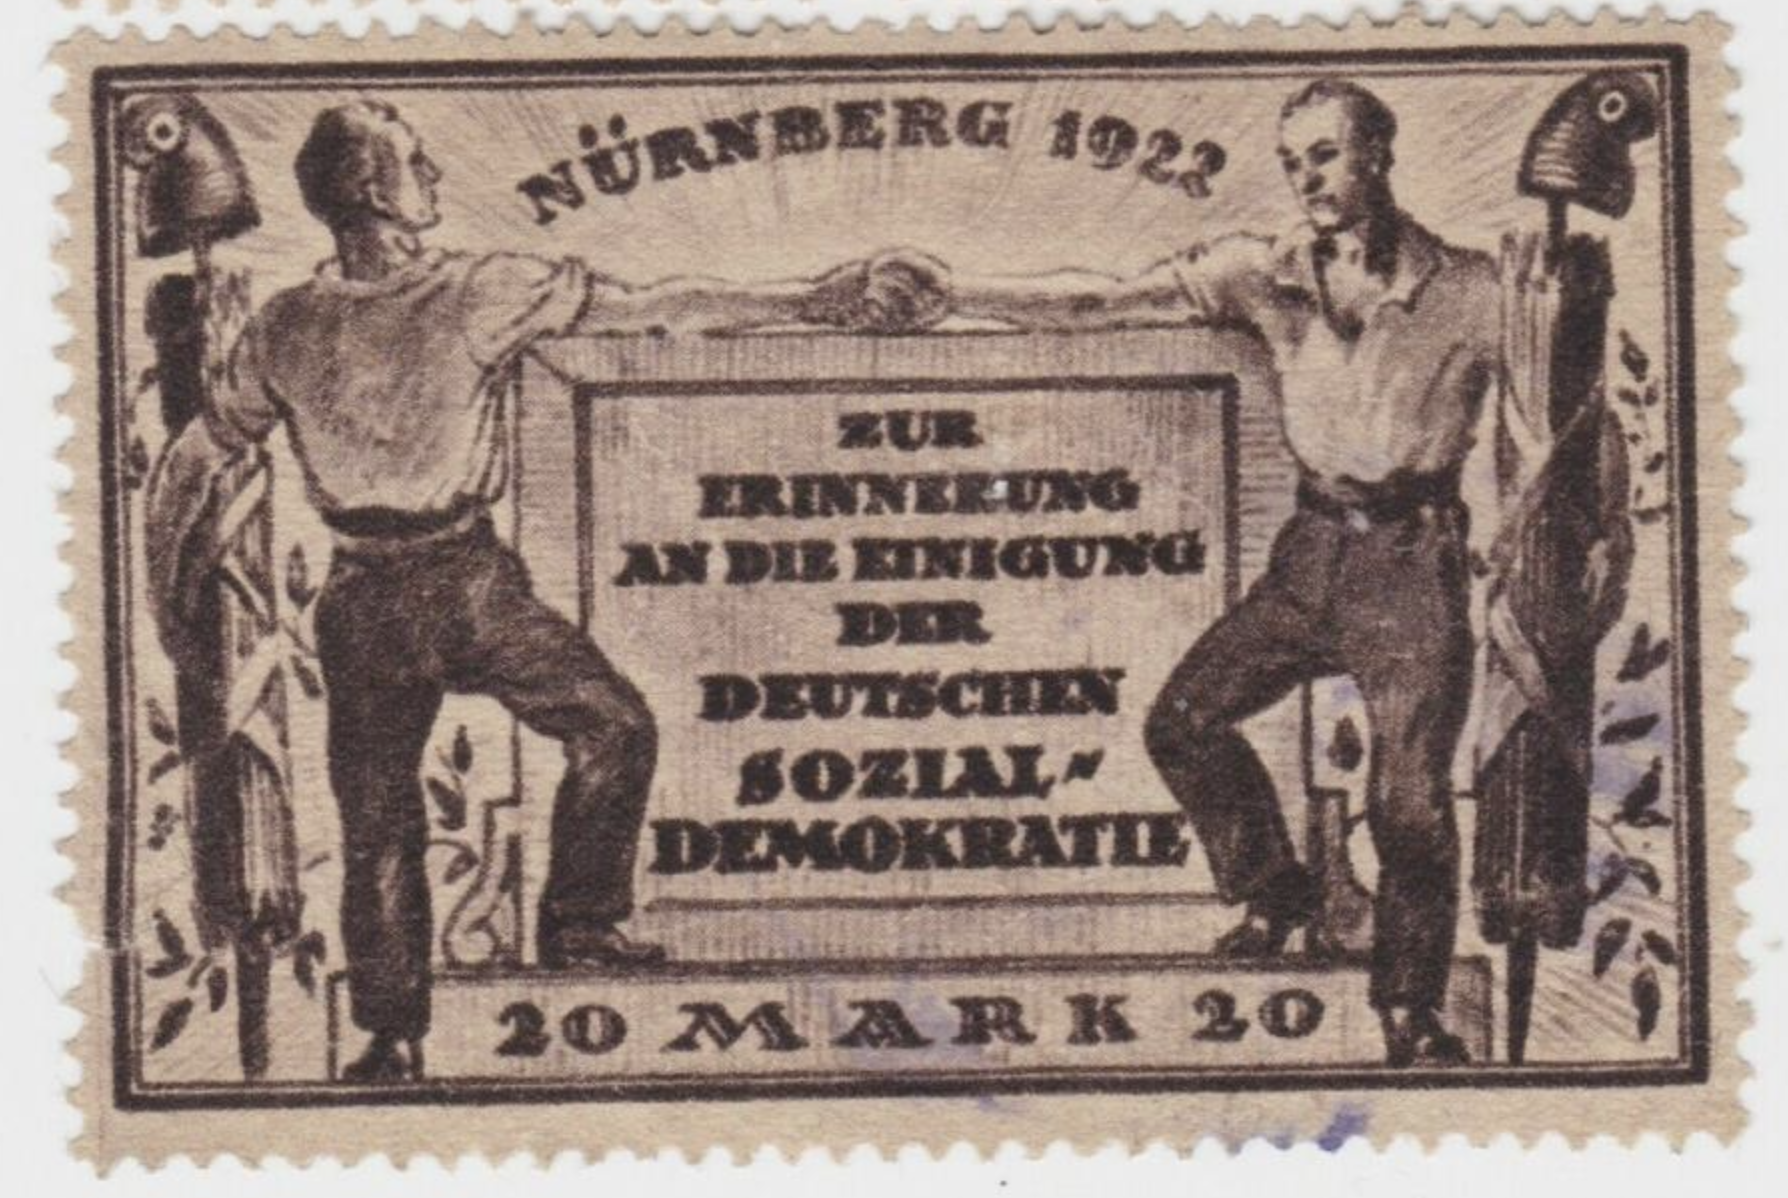 NÜRNBERG 1922
ZUR
ERINNERUNG
AN DIE EINIGUNG
DER
DEUTSCHEN
SOZIAL-
DEMOKRATIE
20 MARK 20